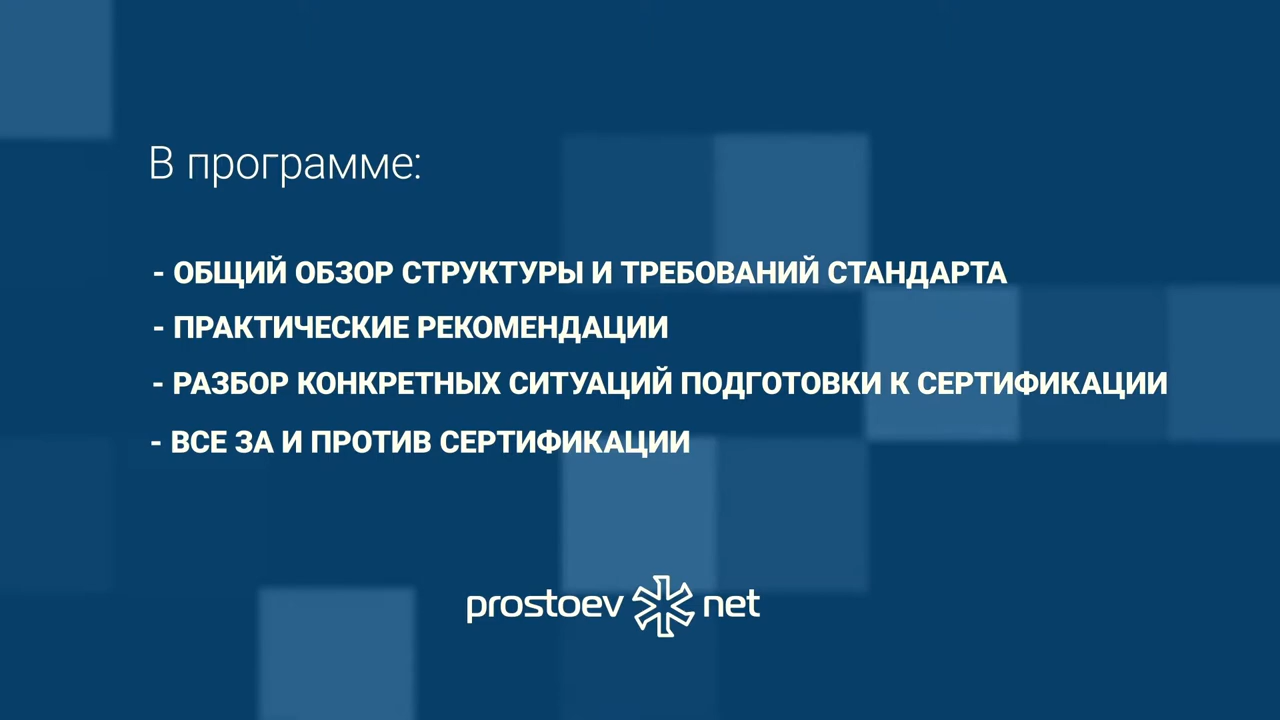 В программе:
- ОБЩИЙ ОБЗОР СТРУКТУРЫ И ТРЕБОВАНИЙ СТАНДАРТА
- ПРАКТИЧЕСКИЕ РЕКОМЕНДАЦИИ
- РАЗБОР КОНКРЕТНЫХ СИТУАЦИЙ ПОДГОТОВКИ К СЕРТИФИКАЦИИ
- ВСЕ ЗА И ПРОТИВ СЕРТИФИКАЦИИ
prostoev net